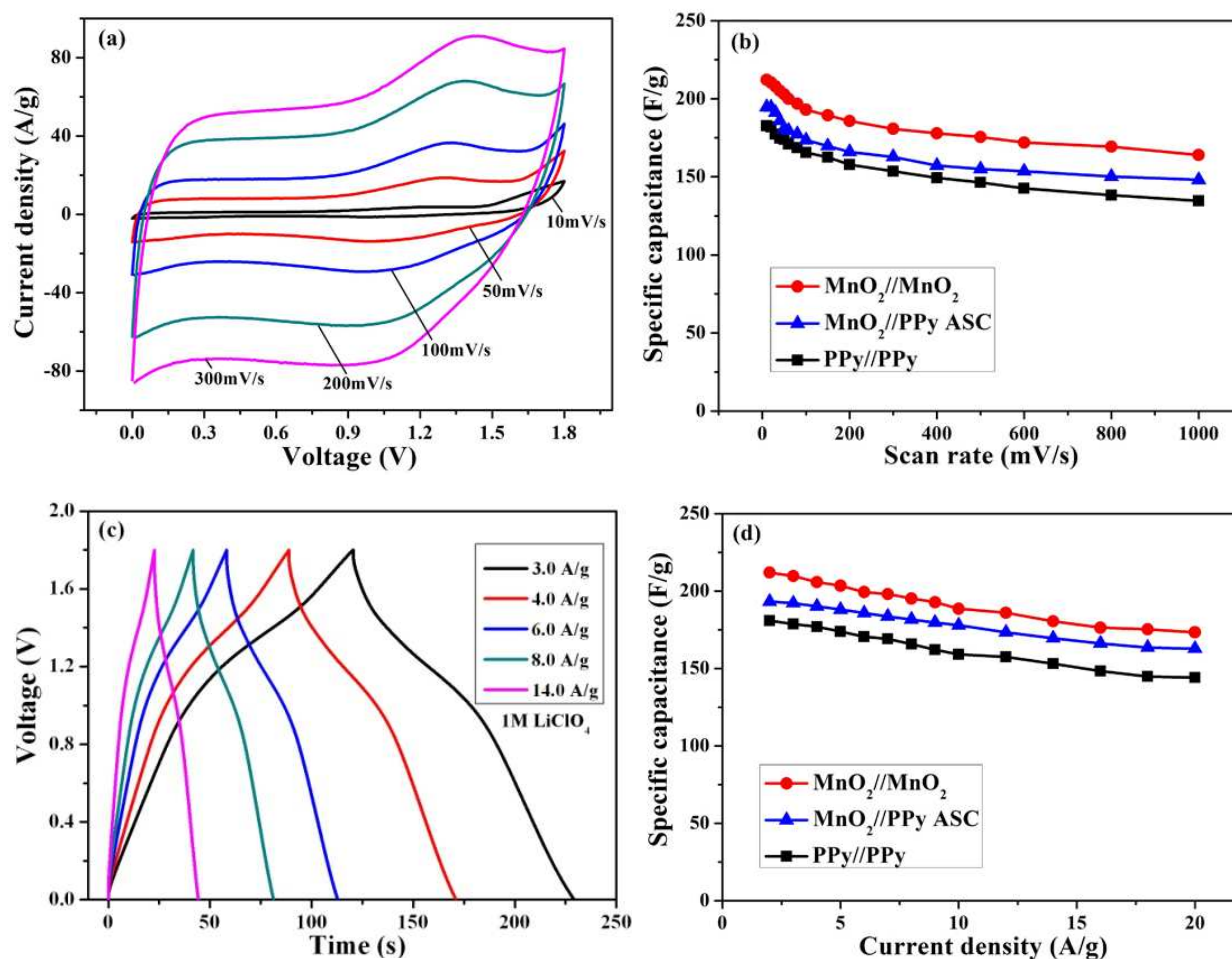 (a)
Current density (A/g)
80
40
0
-40
-80
10mV/s
50mV/s
100mV/s
200mV/s
300mV/s
0.0 0.3 0.6 0.9 1.2 1.5 1.8
Voltage (V)
(b)
Specific capacitance (F/g)
250
200
150
100
50
0
MnO₂//MnO₂
MnO₂//PPy ASC
PPy//PPy
0 200 400 600 800 1000
Scan rate (mV/s)
(c)
Voltage (V)
2.0
1.6
1.2
0.8
0.4
0.0
3.0 A/g
4.0 A/g
6.0 A/g
8.0 A/g
14.0 A/g
1M LiClO₄
0 50 100 150 200 250
Time (s)
(d)
Specific capacitance (F/g)
250
200
150
100
50
0
MnO₂//MnO₂
MnO₂//PPy ASC
PPy//PPy
5 10 15 20
Current density (A/g)